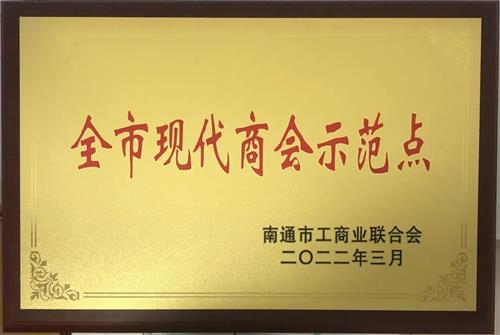 全市现代商会示范点
南通市工商业联合会
二〇二二年三月